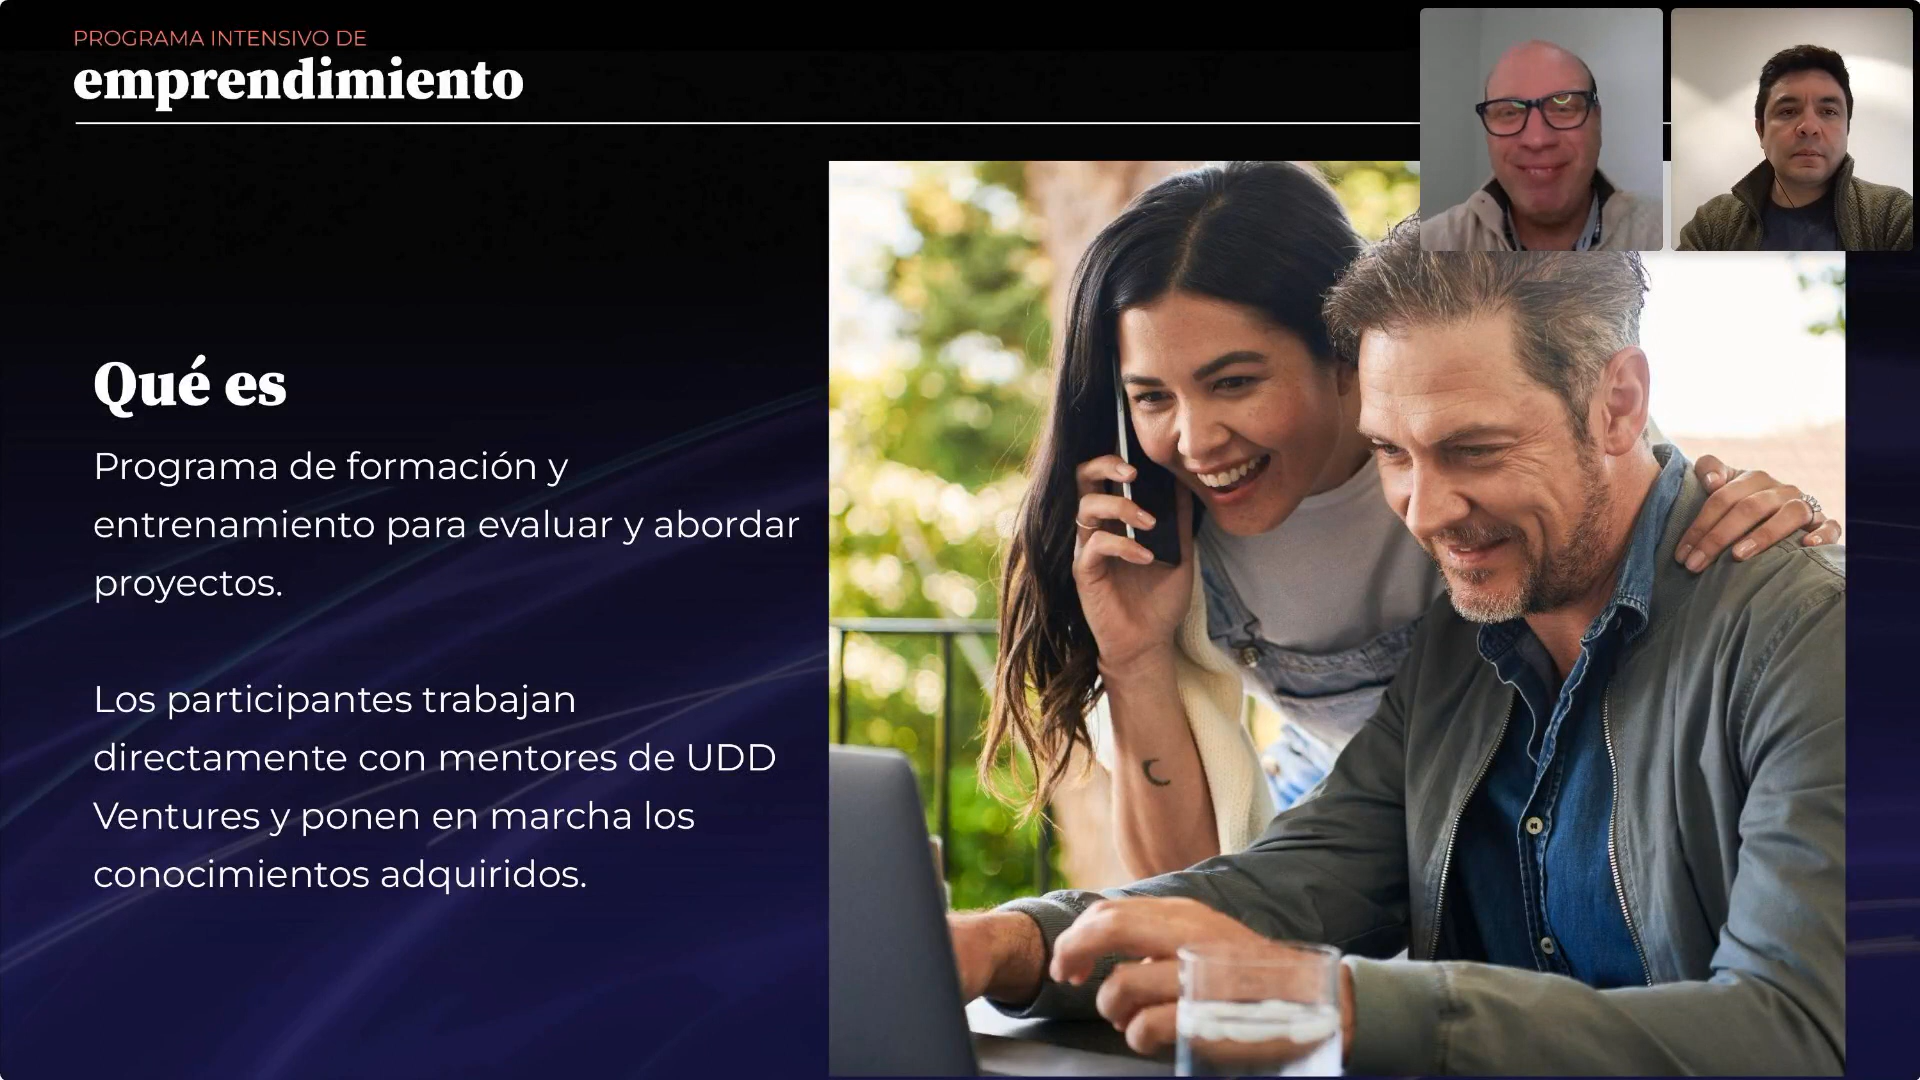 PROGRAMA INTENSIVO DE
emprendimiento
Qué es
Programa de formación y
entrenamiento para evaluar y abordar
proyectos.
Los participantes trabajan
directamente con mentores de UDD
Ventures y ponen en marcha los
conocimientos adquiridos.